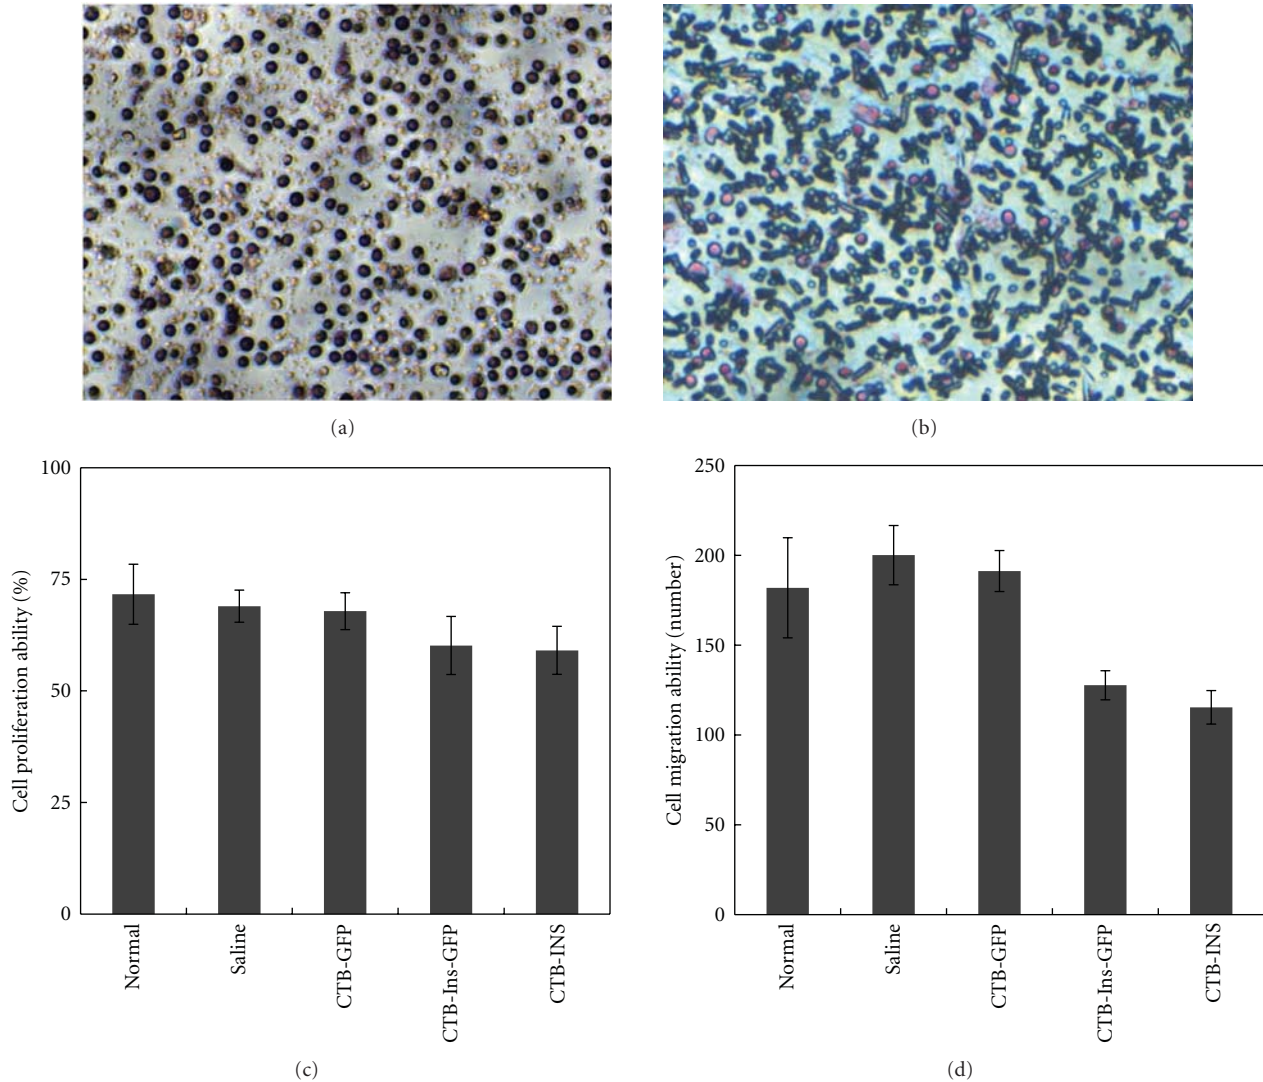 (a)
(b)
100
75
50
25
0
Cell proliferation ability (%)
Normal
Saline
CTB-GFP
CTB-Ins-GFP
CTB-INS
(c)
250
200
150
100
50
0
Cell migration ability (number)
Normal
Saline
CTB-GFP
CTB-Ins-GFP
CTB-INS
(d)